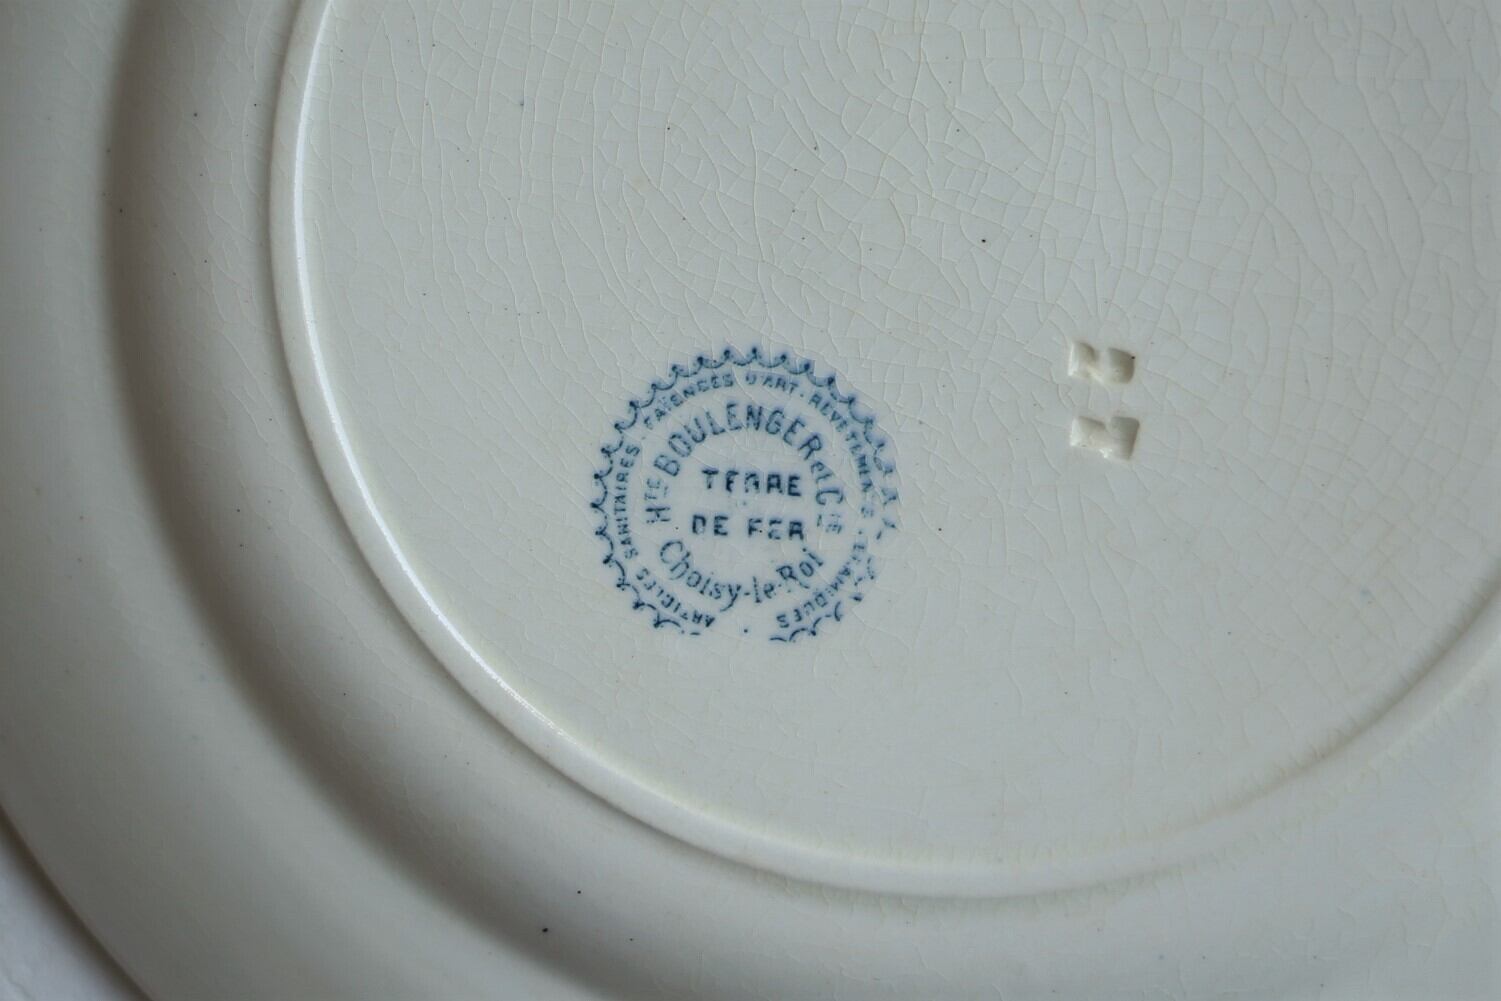 ARTICLES SANITAIRES. FAÏENCES D'ART. REVÊTEMENTS. CÉRAMIQUES
Hte BOULENGER et Cie
TERRE
DE FER
Choisy-le-Roi